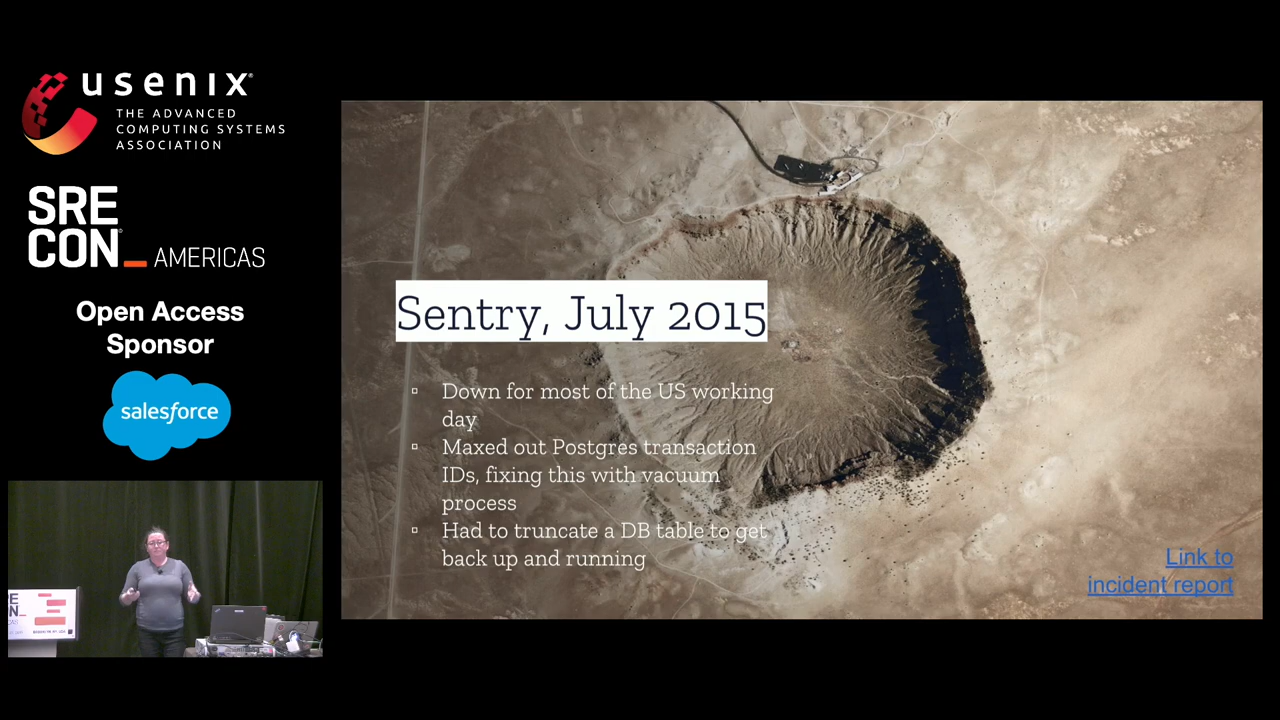 usenix®
THE ADVANCED
COMPUTING SYSTEMS
ASSOCIATION
SRE
CON_ AMERICAS
Open Access
Sponsor
salesforce
Sentry, July 2015
▫ Down for most of the US working
day
▫ Maxed out Postgres transaction
IDs, fixing this with vacuum
process
▫ Had to truncate a DB table to get
back up and running
Link to
incident report